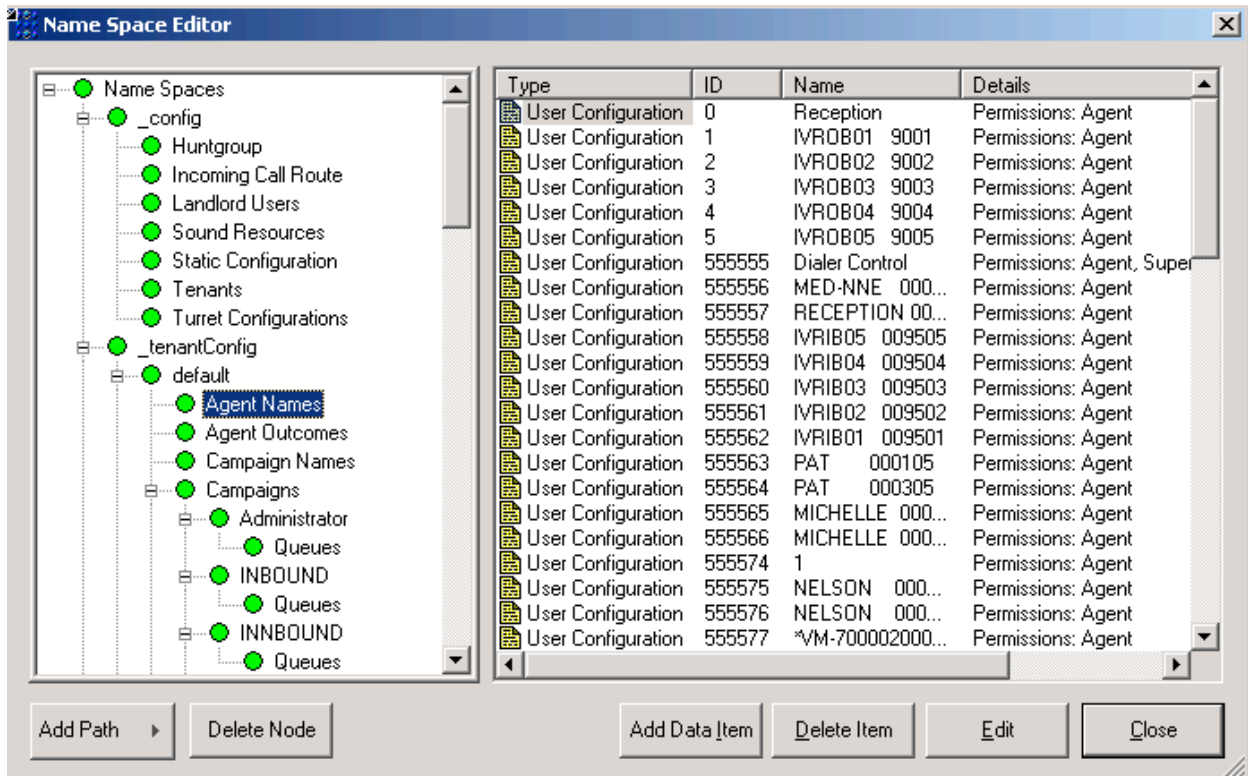 Name Space Editor
Name Spaces
_config
Huntgroup
Incoming Call Route
Landlord Users
Sound Resources
Static Configuration
Tenants
Turret Configurations
_tenantConfig
default
Agent Names
Agent Outcomes
Campaign Names
Campaigns
Administrator
Queues
INBOUND
Queues
INNBOUND
Queues
Type ID Name Details
User Configuration 0 Reception Permissions: Agent
User Configuration 1 IVROB01 9001 Permissions: Agent
User Configuration 2 IVROB02 9002 Permissions: Agent
User Configuration 3 IVROB03 9003 Permissions: Agent
User Configuration 4 IVROB04 9004 Permissions: Agent
User Configuration 5 IVROB05 9005 Permissions: Agent
User Configuration 555555 Dialer Control Permissions: Agent, Super
User Configuration 555556 MED-NNE 000... Permissions: Agent
User Configuration 555557 RECEPTION 00... Permissions: Agent
User Configuration 555558 IVRIB05 009505 Permissions: Agent
User Configuration 555559 IVRIB04 009504 Permissions: Agent
User Configuration 555560 IVRIB03 009503 Permissions: Agent
User Configuration 555561 IVRIB02 009502 Permissions: Agent
User Configuration 555562 IVRIB01 009501 Permissions: Agent
User Configuration 555563 PAT 000105 Permissions: Agent
User Configuration 555564 PAT 000305 Permissions: Agent
User Configuration 555565 MICHELLE 000... Permissions: Agent
User Configuration 555566 MICHELLE 000... Permissions: Agent
User Configuration 555574 1 Permissions: Agent
User Configuration 555575 NELSON 000... Permissions: Agent
User Configuration 555576 NELSON 000... Permissions: Agent
User Configuration 555577 *VM-700002000... Permissions: Agent
Add Path Delete Node Add Data Item Delete Item Edit Close